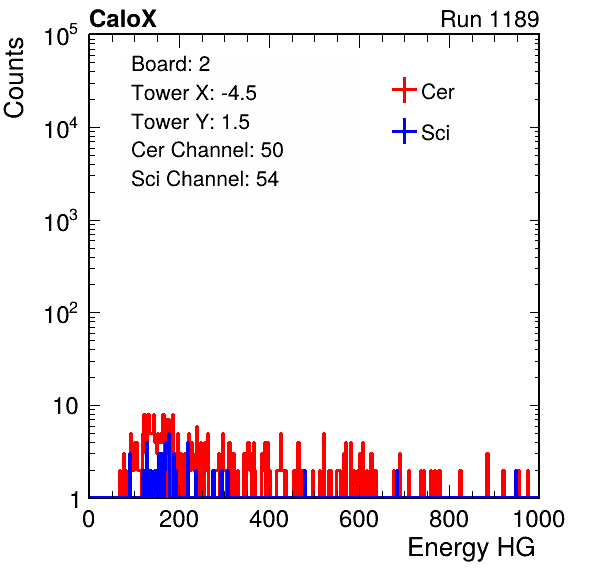 CaloX Run 1189
Counts
10^5
10^4
10^3
10^2
10
1
Board: 2
Tower X: -4.5
Tower Y: 1.5
Cer Channel: 50
Sci Channel: 54
Cer
Sci
0 200 400 600 800 1000
Energy HG